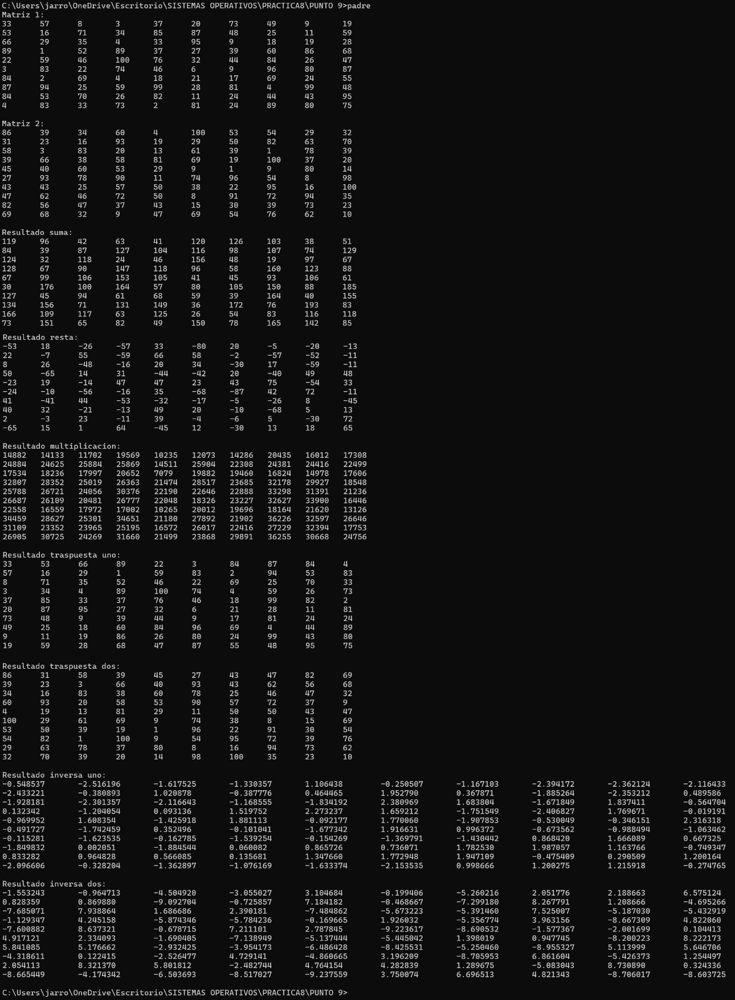 C:\Users\jarro\OneDrive\Escritorio\SISTEMAS OPERATIVOS\PRACTICA8\PUNTO 9>padre
Matriz 1:
33 57 8 3 37 20 73 49 9 19
53 16 71 34 85 87 48 25 11 59
66 29 35 4 33 95 9 18 19 28
89 1 52 89 37 27 39 60 86 68
22 59 46 100 76 32 44 84 26 47
3 83 22 74 46 6 9 96 80 87
84 2 69 4 18 21 17 69 24 55
87 94 25 59 99 28 81 4 99 48
84 53 70 26 82 11 24 44 43 95
4 83 33 73 2 81 24 89 80 75
Matriz 2:
86 39 34 60 4 100 53 54 29 32
31 23 16 93 19 29 50 82 63 70
58 3 83 20 13 61 39 1 78 39
39 66 38 58 81 69 19 100 37 20
45 40 60 53 29 9 1 9 80 14
27 93 78 90 11 74 96 54 8 98
43 43 25 57 50 38 22 95 16 100
47 62 46 72 50 8 91 72 94 35
82 56 47 37 43 15 30 39 73 23
69 68 32 9 47 69 54 76 62 10
Resultado suma:
119 96 42 63 41 120 126 103 38 51
84 39 87 127 104 116 98 107 74 129
124 32 118 24 46 156 48 19 97 67
128 67 90 147 118 96 58 160 123 88
67 99 106 153 105 41 45 93 106 61
30 176 100 164 57 80 105 150 88 185
127 45 94 61 68 59 39 164 40 155
134 156 71 131 149 36 172 76 193 83
166 109 117 63 125 26 54 83 116 118
73 151 65 82 49 150 78 165 142 85
Resultado resta:
-53 18 -26 -57 33 -80 20 -5 -20 -13
22 -7 55 -59 66 58 -2 -57 -52 -11
8 26 -48 -16 20 34 -30 17 -59 -11
50 -65 14 31 -44 -42 20 -40 49 48
-23 19 -14 47 47 23 43 75 -54 33
-24 -10 -56 -16 35 -68 -87 42 72 -11
41 -41 44 -53 -32 -17 -5 -26 8 -45
40 32 -21 -13 49 20 -10 -68 5 13
2 -3 23 -11 39 -4 -6 5 -30 72
-65 15 1 64 -45 12 -30 13 18 65
Resultado multiplicacion:
14882 14133 11702 19569 10235 12073 14286 20435 16012 17308
24884 24625 25884 25869 14511 25904 22308 24381 24416 22499
17534 18236 17997 20652 7079 19882 19460 16824 14978 17606
32807 28352 25019 26363 21474 28517 23685 32178 29927 18548
25788 26721 24056 30376 22190 22646 22888 33298 31391 21236
26687 26109 20481 26777 22048 18326 23227 32627 33900 16446
22558 16559 17972 17002 10265 20012 19696 18164 21620 13126
34459 28627 25301 34651 21180 27892 21902 36226 32597 26646
31109 23352 23965 25195 16572 26017 22416 27229 32394 17753
26905 30725 24269 31660 21499 23868 29891 36255 30668 24756
Resultado traspuesta uno:
33 53 66 89 22 3 84 87 84 4
57 16 29 1 59 83 2 94 53 83
8 71 35 52 46 22 69 25 70 33
3 34 4 89 100 74 4 59 26 73
37 85 33 37 76 46 18 99 82 2
20 87 95 27 32 6 21 28 11 81
73 48 9 39 44 9 17 81 24 24
49 25 18 60 84 96 69 4 44 89
9 11 19 86 26 80 24 99 43 80
19 59 28 68 47 87 55 48 95 75
Resultado traspuesta dos:
86 31 58 39 45 27 43 47 82 69
39 23 3 66 40 93 43 62 56 68
34 16 83 38 60 78 25 46 47 32
60 93 20 58 53 90 57 72 37 9
4 19 13 81 29 11 50 50 43 47
100 29 61 69 9 74 38 8 15 69
53 50 39 19 1 96 22 91 30 54
54 82 1 100 9 54 95 72 39 76
29 63 78 37 80 8 16 94 73 62
32 70 39 20 14 98 100 35 23 10
Resultado inversa uno:
-0.548537 -2.516196 -1.617525 -1.330357 1.106438 -0.250507 -1.167103 -2.394172 -2.362124 -2.116433
-2.433221 -0.380893 1.020878 -0.387776 0.464465 1.952790 0.367871 -1.885264 -2.353212 0.489586
-1.928181 -2.301357 -2.116643 -1.168555 -1.834192 2.380969 1.683804 -1.671849 1.837411 -0.564704
0.132342 -1.204054 0.093136 1.519752 2.273237 1.659212 -1.751549 -2.406827 1.769671 -0.019191
-0.969952 1.608354 -1.425918 1.881113 -0.092177 1.770060 -1.907853 -0.530049 -0.346151 2.316318
-0.491727 -1.742459 0.352496 -0.101041 -1.677342 1.916631 0.996372 -0.673562 -0.988494 -1.063462
-0.115281 -1.623535 -0.162785 -1.539254 -0.154269 -1.369791 -1.430442 0.868420 1.666089 0.667325
-1.849832 0.002051 -1.884544 0.060082 0.865726 0.736071 1.782530 1.987057 1.163766 -0.749347
0.833282 0.964828 0.566085 0.135681 1.347660 1.772948 1.947109 -0.475409 0.290509 1.200164
-2.096606 -0.328204 -1.362897 -1.076169 -1.633374 -2.153535 0.998666 1.200275 1.215918 -0.274765
Resultado inversa dos:
-1.553243 -0.964713 -4.504920 -3.055027 3.104684 -0.199406 -5.260216 2.051776 2.188663 6.575124
0.828359 0.869880 -9.092704 -0.725857 7.184182 -0.468667 -7.299180 8.267791 1.208666 -4.695266
-7.685071 7.938864 1.686686 2.390181 -7.484862 -5.673223 -5.391460 7.525007 -5.187030 -5.432919
-1.129347 4.245158 -5.874346 -5.784236 -0.169665 1.926032 -5.356774 3.963156 -8.667309 4.822060
-7.600882 8.637321 -0.678715 7.211101 2.787845 -9.223617 -8.690532 -1.577367 -2.001699 0.104413
4.917121 2.334093 -1.690405 -7.138949 -5.137444 -5.445042 1.398019 0.947745 -8.200223 8.222173
5.841085 5.176662 -2.932425 -3.954173 -6.486428 -8.425531 -5.250460 -8.955327 5.113999 5.646706
-4.318611 0.122415 -2.526477 4.729141 -4.860665 3.196209 -8.705953 6.861604 -5.426373 1.254497
2.054113 8.321370 5.801812 -2.482744 4.764154 4.282839 1.289675 -5.083043 8.730890 0.324336
-8.665449 -4.174342 -6.503693 -8.517027 -9.237559 3.750074 6.696513 4.821343 -8.706017 -8.603725
C:\Users\jarro\OneDrive\Escritorio\SISTEMAS OPERATIVOS\PRACTICA8\PUNTO 9>